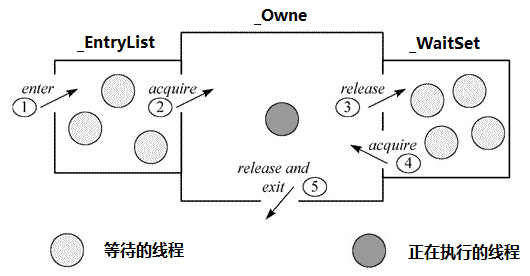 _Owne
_EntryList
_WaitSet
enter
1
acquire
2
release
3
acquire
4
release and
exit
5
等待的线程
正在执行的线程